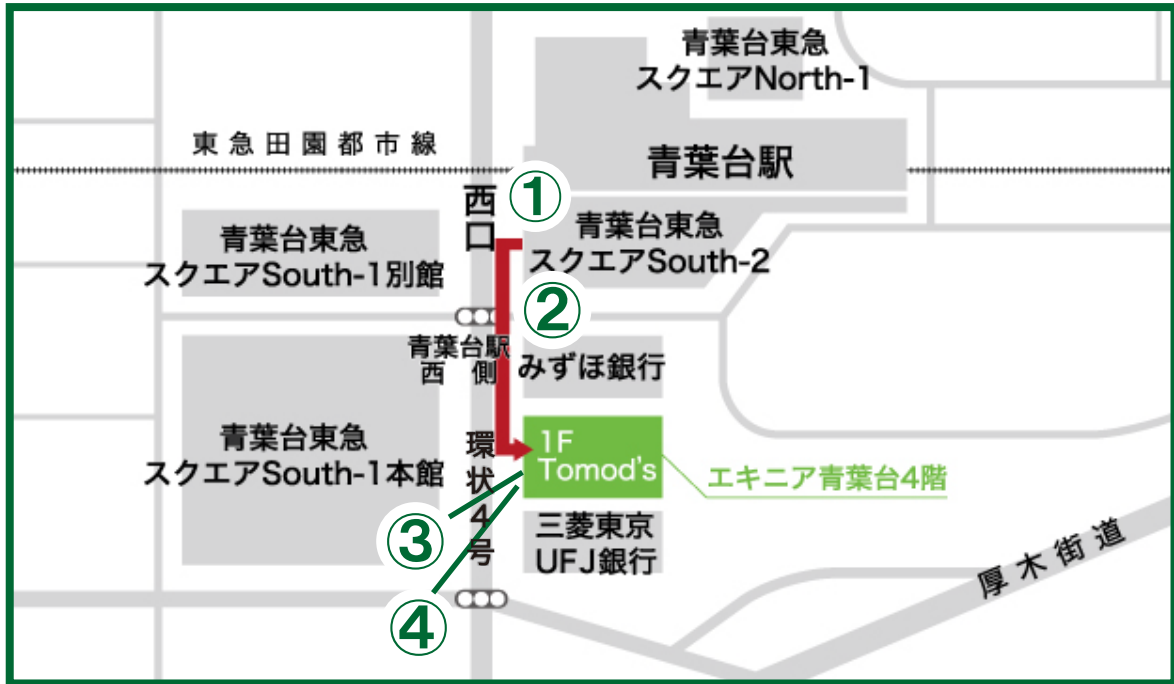 青葉台東急
スクエアNorth-1
東急田園都市線
青葉台駅
西口
①
青葉台東急
スクエアSouth-1別館
青葉台東急
スクエアSouth-2
②
青葉台駅
西側
みずほ銀行
青葉台東急
スクエアSouth-1本館
環状4号
1F
Tomod's
エキニア青葉台4階
③
三菱東京
UFJ銀行
④
厚木街道